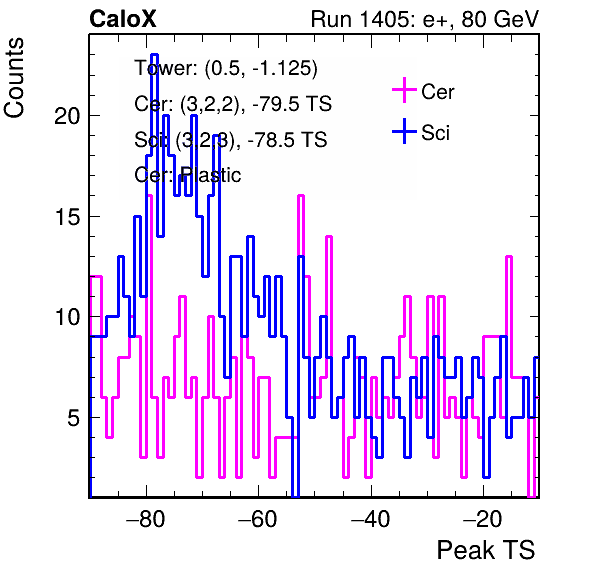 CaloX Run 1405: e+, 80 GeV
Counts
Tower: (0.5, -1.125)
Cer: (3,2,2), -79.5 TS
Sci: (3,2,3), -78.5 TS
Cer: Plastic
Cer
Sci
20
15
10
5
−80 −60 −40 −20
Peak TS